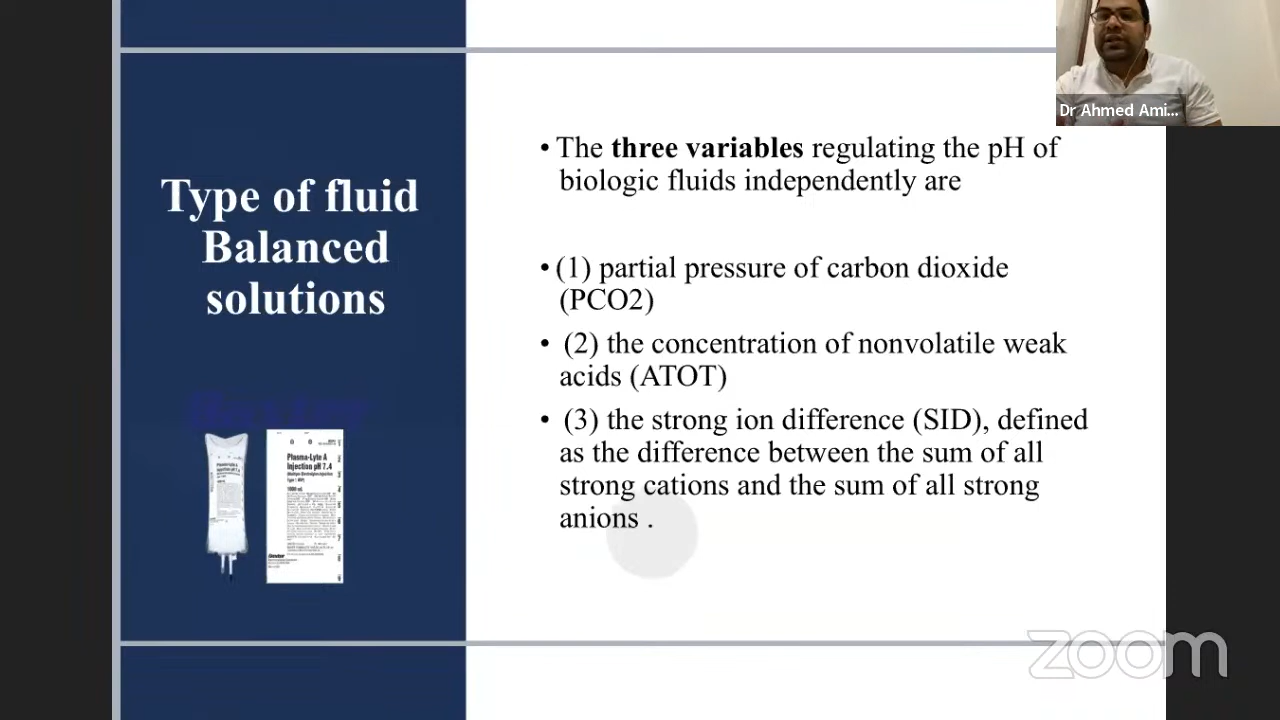 Type of fluid
Balanced
solutions
Baxter
Plasma-Lyte A
Injection pH 7.4
1000 mL
Baxter
• The three variables regulating the pH of
biologic fluids independently are
• (1) partial pressure of carbon dioxide
(PCO2)
• (2) the concentration of nonvolatile weak
acids (ATOT)
• (3) the strong ion difference (SID), defined
as the difference between the sum of all
strong cations and the sum of all strong
anions .
Dr Ahmed Ami...
zoom